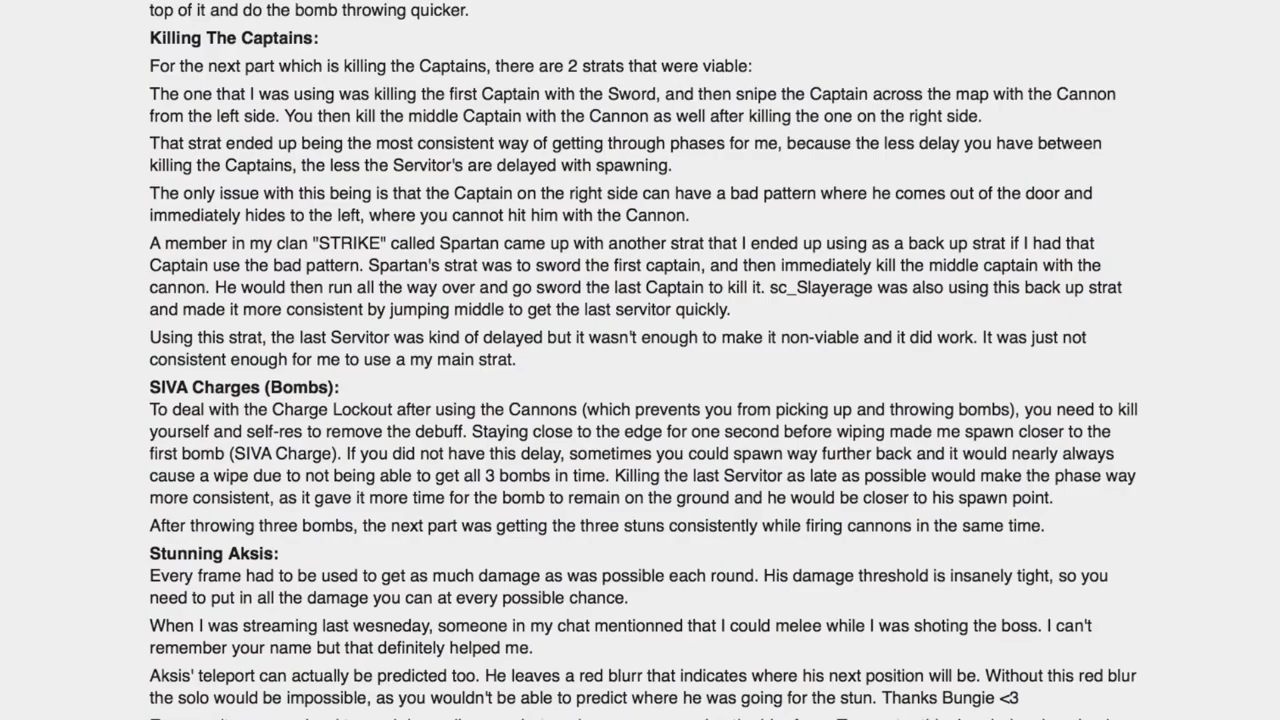 top of it and do the bomb throwing quicker.
Killing The Captains:
For the next part which is killing the Captains, there are 2 strats that were viable:
The one that I was using was killing the first Captain with the Sword, and then snipe the Captain across the map with the Cannon
from the left side. You then kill the middle Captain with the Cannon as well after killing the one on the right side.
That strat ended up being the most consistent way of getting through phases for me, because the less delay you have between
killing the Captains, the less the Servitor's are delayed with spawning.
The only issue with this being is that the Captain on the right side can have a bad pattern where he comes out of the door and
immediately hides to the left, where you cannot hit him with the Cannon.
A member in my clan "STRIKE" called Spartan came up with another strat that I ended up using as a back up strat if I had that
Captain use the bad pattern. Spartan's strat was to sword the first captain, and then immediately kill the middle captain with the
cannon. He would then run all the way over and go sword the last Captain to kill it. sc_Slayerage was also using this back up strat
and made it more consistent by jumping middle to get the last servitor quickly.
Using this strat, the last Servitor was kind of delayed but it wasn't enough to make it non-viable and it did work. It was just not
consistent enough for me to use a my main strat.
SIVA Charges (Bombs):
To deal with the Charge Lockout after using the Cannons (which prevents you from picking up and throwing bombs), you need to kill
yourself and self-res to remove the debuff. Staying close to the edge for one second before wiping made me spawn closer to the
first bomb (SIVA Charge). If you did not have this delay, sometimes you could spawn way further back and it would nearly always
cause a wipe due to not being able to get all 3 bombs in time. Killing the last Servitor as late as possible would make the phase way
more consistent, as it gave it more time for the bomb to remain on the ground and he would be closer to his spawn point.
After throwing three bombs, the next part was getting the three stuns consistently while firing cannons in the same time.
Stunning Aksis:
Every frame had to be used to get as much damage as was possible each round. His damage threshold is insanely tight, so you
need to put in all the damage you can at every possible chance.
When I was streaming last wesneday, someone in my chat mentionned that I could melee while I was shoting the boss. I can't
remember your name but that definitely helped me.
Aksis' teleport can actually be predicted too. He leaves a red blurr that indicates where his next position will be. Without this red blur
the solo would be impossible, as you wouldn't be able to predict where he was going for the stun. Thanks Bungie <3